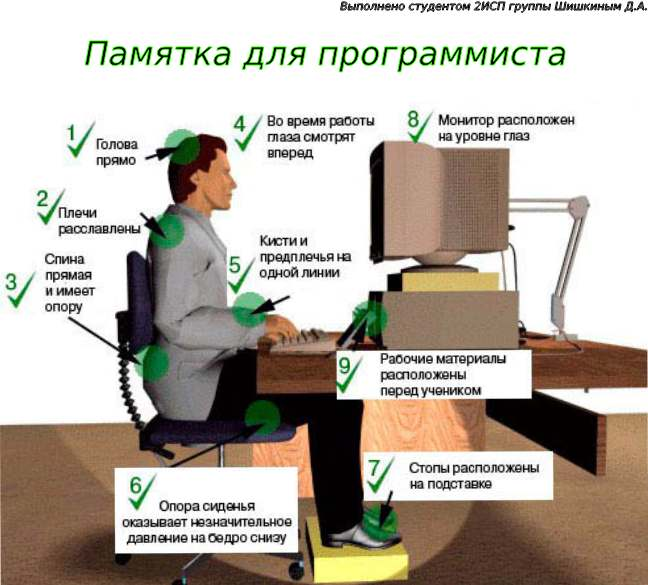 Выполнено студентом 2ИСП группы Шишкиным Д.А.
Памятка для программиста
1
Голова
прямо
4
Во время работы
глаза смотрят
вперед
8
Монитор расположен
на уровне глаз
2
Плечи
расславлены
3
Спина
прямая
и имеет
опору
5
Кисти и
предплечья на
одной линии
9
Рабочие материалы
расположены
перед учеником
6
Опора сиденья
оказывает незначительное
давление на бедро снизу
7
Стопы расположены
на подставке